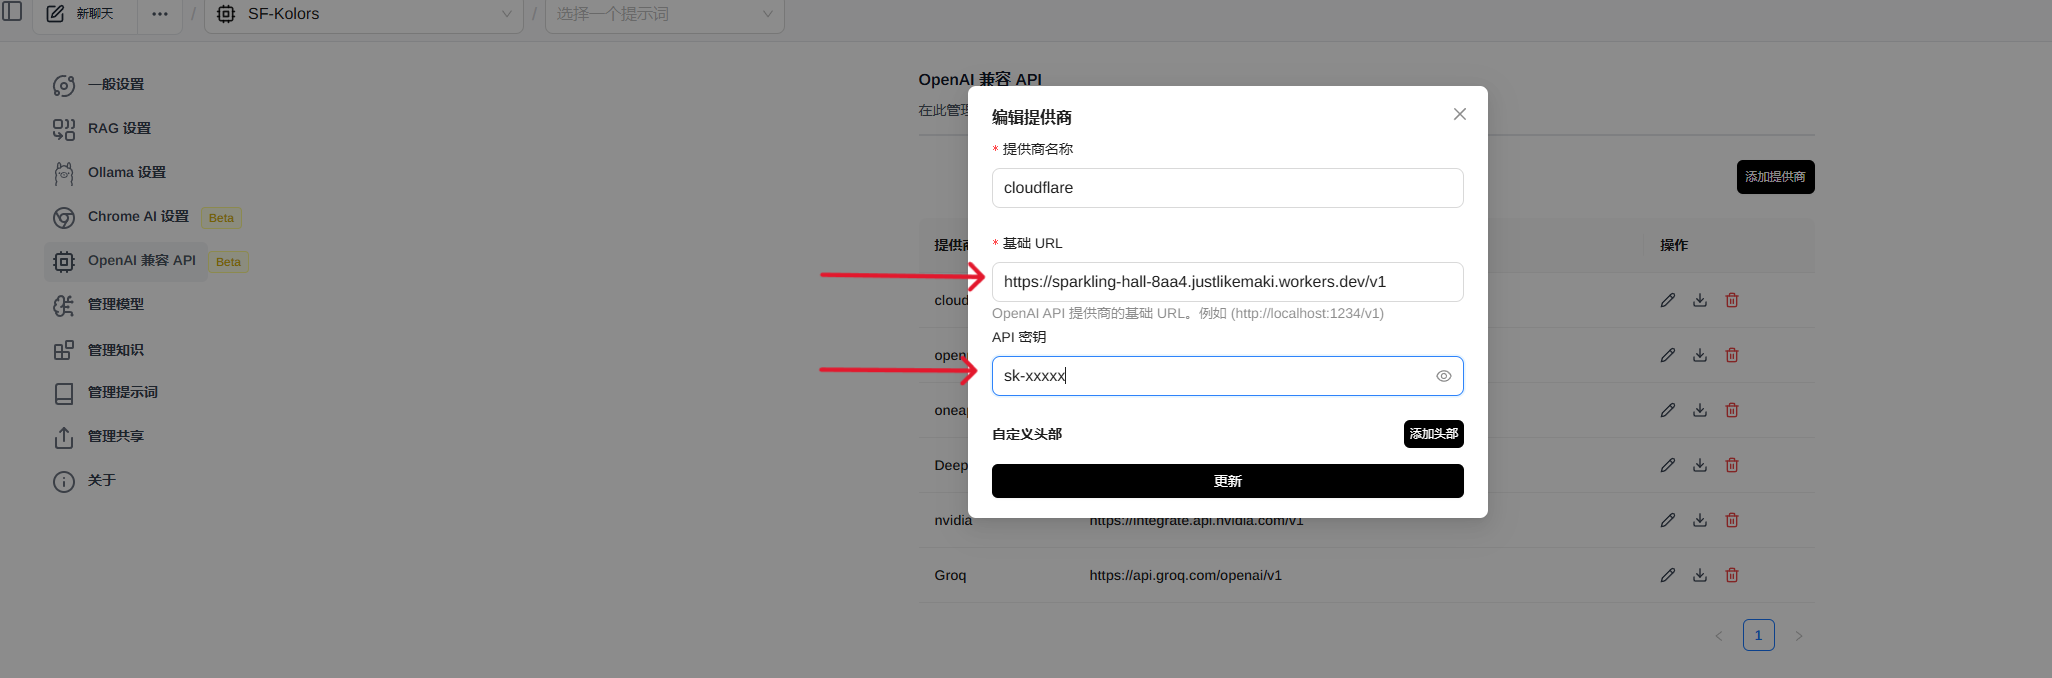 新聊天
/
SF-Kolors
/
选择一个提示词
一般设置
RAG 设置
Ollama 设置
Chrome AI 设置 Beta
OpenAI 兼容 API Beta
管理模型
管理知识
管理提示词
管理共享
关于
OpenAI 兼容 API
在此管理
添加提供商
操作
编辑提供商
* 提供商名称
cloudflare
* 基础 URL
https://sparkling-hall-8aa4.justlikemaki.workers.dev/v1
OpenAI API 提供商的基础 URL。例如 (http://localhost:1234/v1)
API 密钥
sk-xxxxx
自定义头部
添加头部
更新
nvidia https://integrate.api.nvidia.com/v1
Groq https://api.groq.com/openai/v1
1